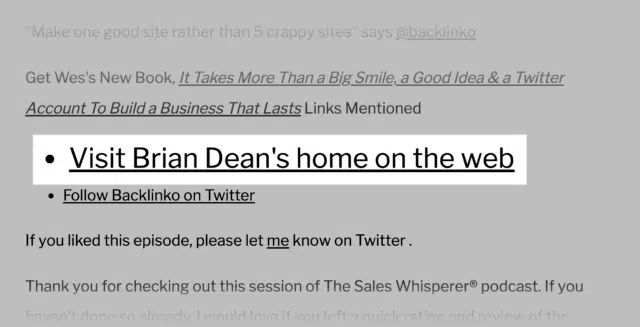 "Make one good site rather than 5 crappy sites" says @backlinko
Get Wes's New Book, It Takes More Than a Big Smile, a Good Idea & a Twitter
Account To Build a Business That Lasts Links Mentioned
• Visit Brian Dean's home on the web
• Follow Backlinko on Twitter
If you liked this episode, please let me know on Twitter .
Thank you for checking out this session of The Sales Whisperer® podcast. If you
haven't done so already, I would love if you left a quick rating and review of the